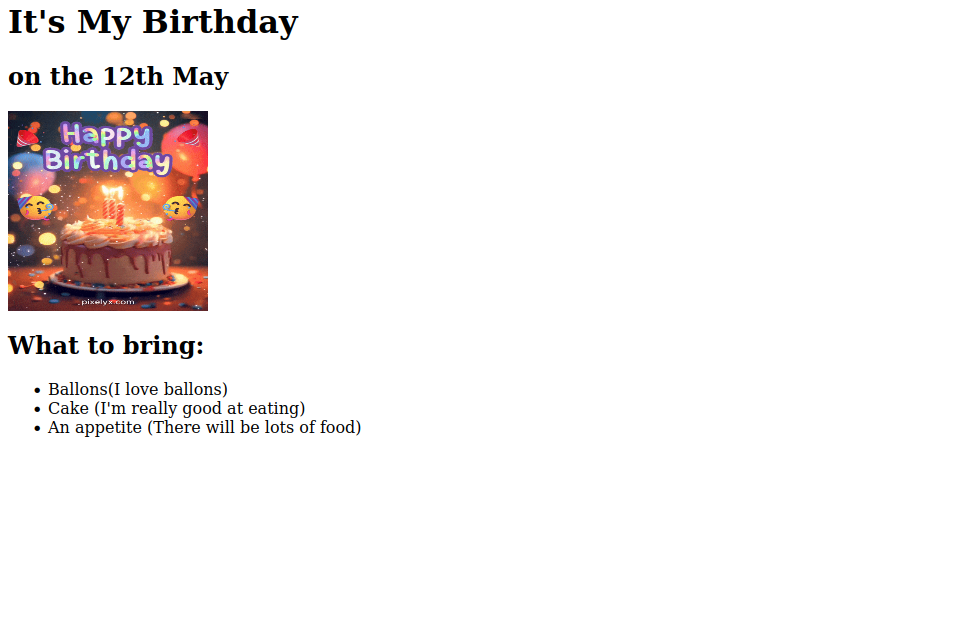 It's My Birthday
on the 12th May
Happy
Birthday
pixelyx.com
What to bring:
Ballons(I love ballons)
Cake (I'm really good at eating)
An appetite (There will be lots of food)